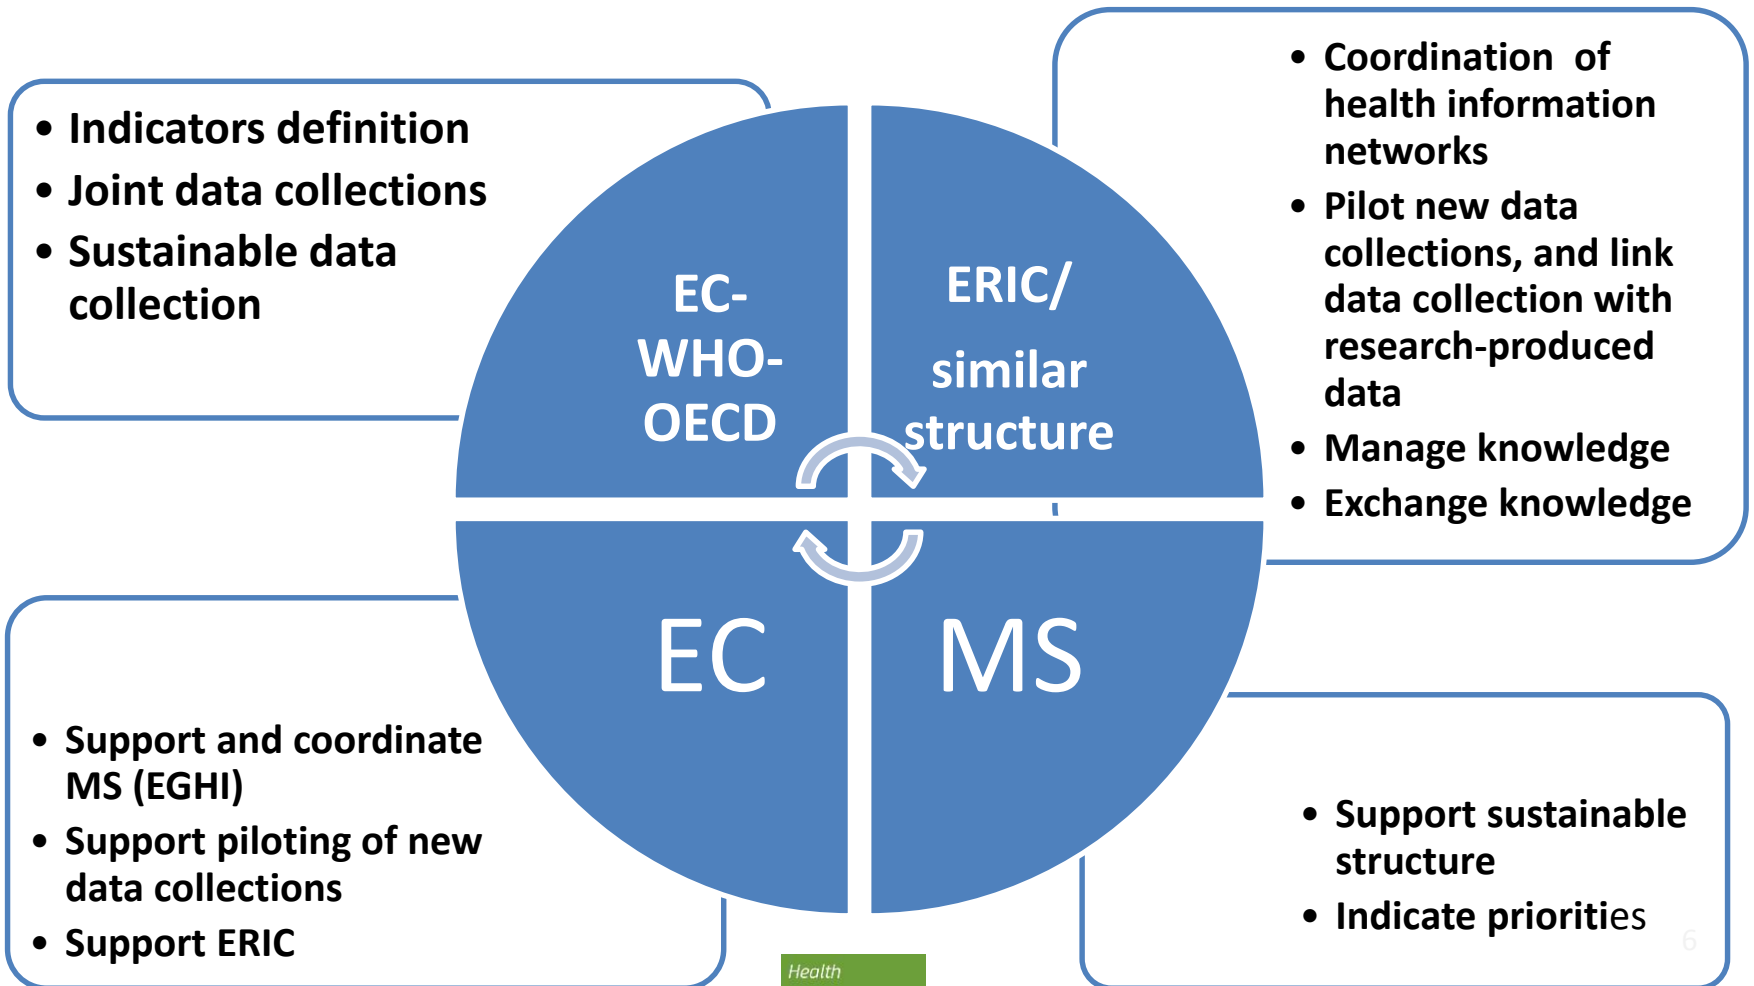 • Indicators definition
• Joint data collections
• Sustainable data
collection
EC-
WHO-
OECD
ERIC/
similar
structure
• Coordination  of
health information
networks
• Pilot new data
collections, and link
data collection with
research-produced
data
• Manage knowledge
• Exchange knowledge
EC
MS
• Support and coordinate
MS (EGHI)
• Support piloting of new
data collections
• Support ERIC
• Support sustainable
structure
• Indicate priorities
6
Health